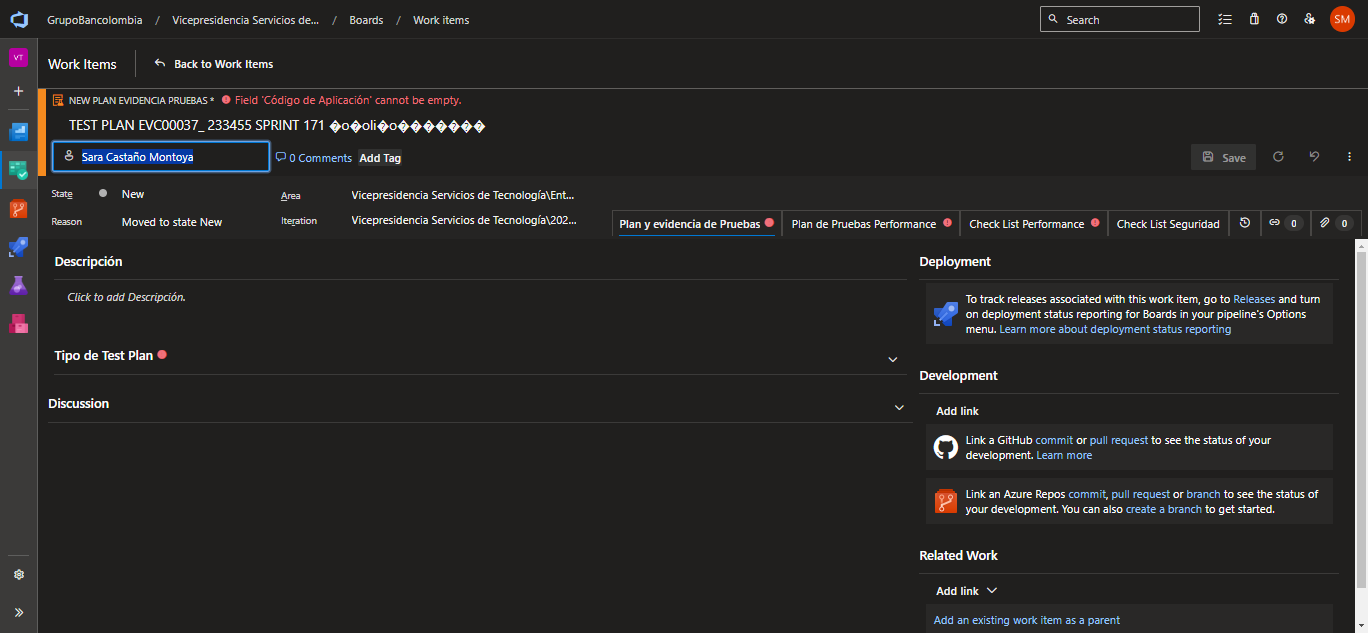 GrupoBancolombia / Vicepresidencia Servicios de... / Boards / Work items
Search
SM
VT
Work Items
Back to Work Items
NEW PLAN EVIDENCIA PRUEBAS * Field 'Código de Aplicación' cannot be empty.
TEST PLAN EVC00037_ 233455 SPRINT 171 �o�oli�o�������
Sara Castaño Montoya
0 Comments
Add Tag
Save
State
New
Area
Vicepresidencia Servicios de Tecnología\Ent...
Reason
Moved to state New
Iteration
Vicepresidencia Servicios de Tecnología\202...
Plan y evidencia de Pruebas
Plan de Pruebas Performance
Check List Performance
Check List Seguridad
0
0
Descripción
Click to add Descripción.
Tipo de Test Plan
Discussion
Deployment
To track releases associated with this work item, go to Releases and turn
on deployment status reporting for Boards in your pipeline's Options
menu. Learn more about deployment status reporting
Development
Add link
Link a GitHub commit or pull request to see the status of your
development. Learn more
Link an Azure Repos commit, pull request or branch to see the status of
your development. You can also create a branch to get started.
Related Work
Add link
Add an existing work item as a parent